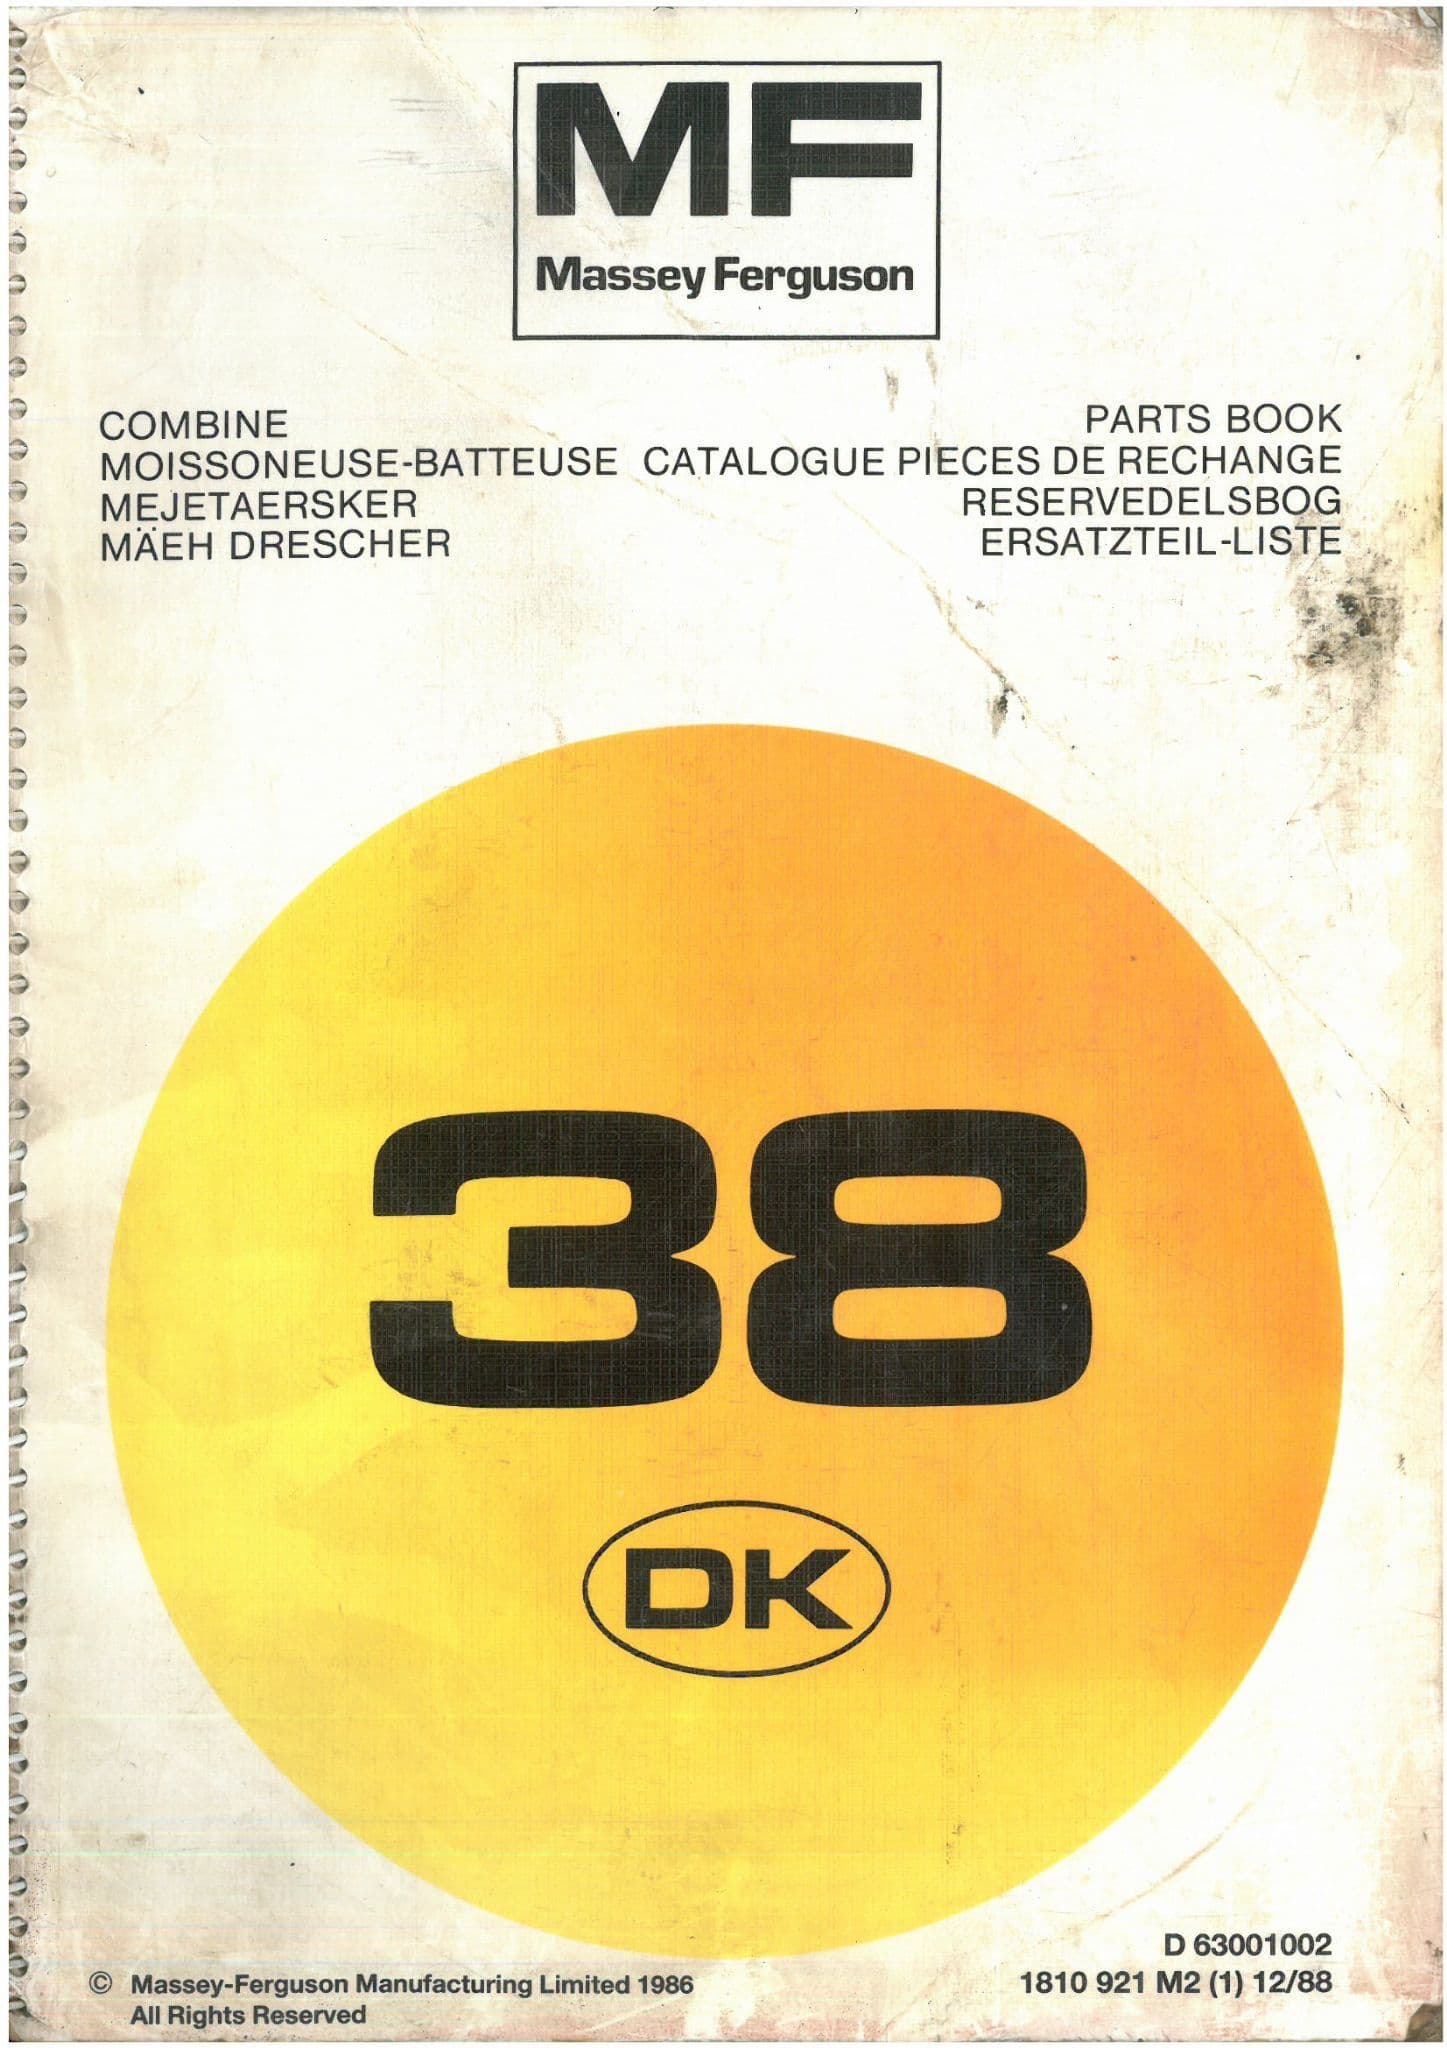 MF
Massey Ferguson
COMBINE
MOISSONEUSE-BATTEUSE
MEJETAERSKER
MÄEH DRESCHER
PARTS BOOK
CATALOGUE PIECES DE RECHANGE
RESERVEDELSBOG
ERSATZTEIL-LISTE
38
DK
D 63001002
1810 921 M2 (1) 12/88
© Massey-Ferguson Manufacturing Limited 1986
All Rights Reserved